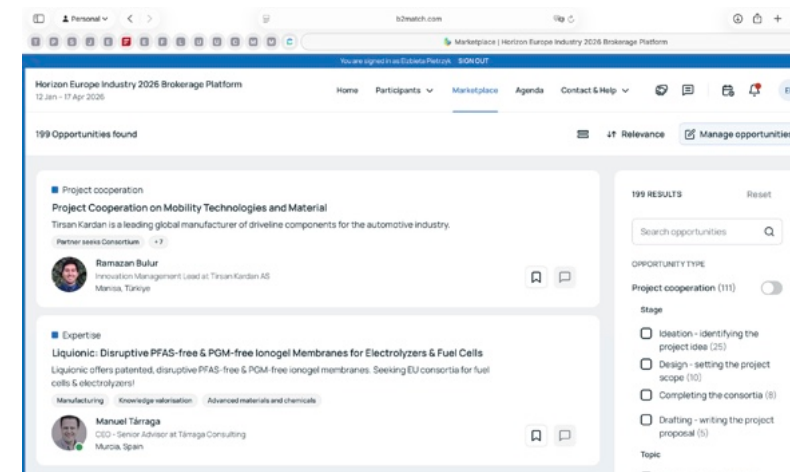 Personal
b2match.com
Marketplace | Horizon Europe Industry 2026 Brokerage Platform
You are signed in as Elżbieta Pietrzyk SIGN OUT
Horizon Europe Industry 2026 Brokerage Platform
12 Jan - 17 Apr 2026
Home Participants Marketplace Agenda Contact & Help
199 Opportunities found
Relevance
Manage opportunities
Project cooperation
Project Cooperation on Mobility Technologies and Material
Tirsan Kardan is a leading global manufacturer of driveline components for the automotive industry.
Partner seeks Consortium +7
Ramazan Bulur
Innovation Management Lead at Tirsan Kardan AS
Manisa, Türkiye
Expertise
Liquionic: Disruptive PFAS-free & PGM-free Ionogel Membranes for Electrolyzers & Fuel Cells
Liquionic offers patented, disruptive PFAS-free & PGM-free ionogel membranes. Seeking EU consortia for fuel
cells & electrolyzers!
Manufacturing Knowledge valorisation Advanced materials and chemicals
Manuel Tárraga
CEO - Senior Advisor at Tárraga Consulting
Murcia, Spain
199 RESULTS Reset
Search opportunities
OPPORTUNITY TYPE
Project cooperation (111)
Stage
Ideation - identifying the
project idea (25)
Design - setting the project
scope (10)
Completing the consortia (8)
Drafting - writing the project
proposal (5)
Topic